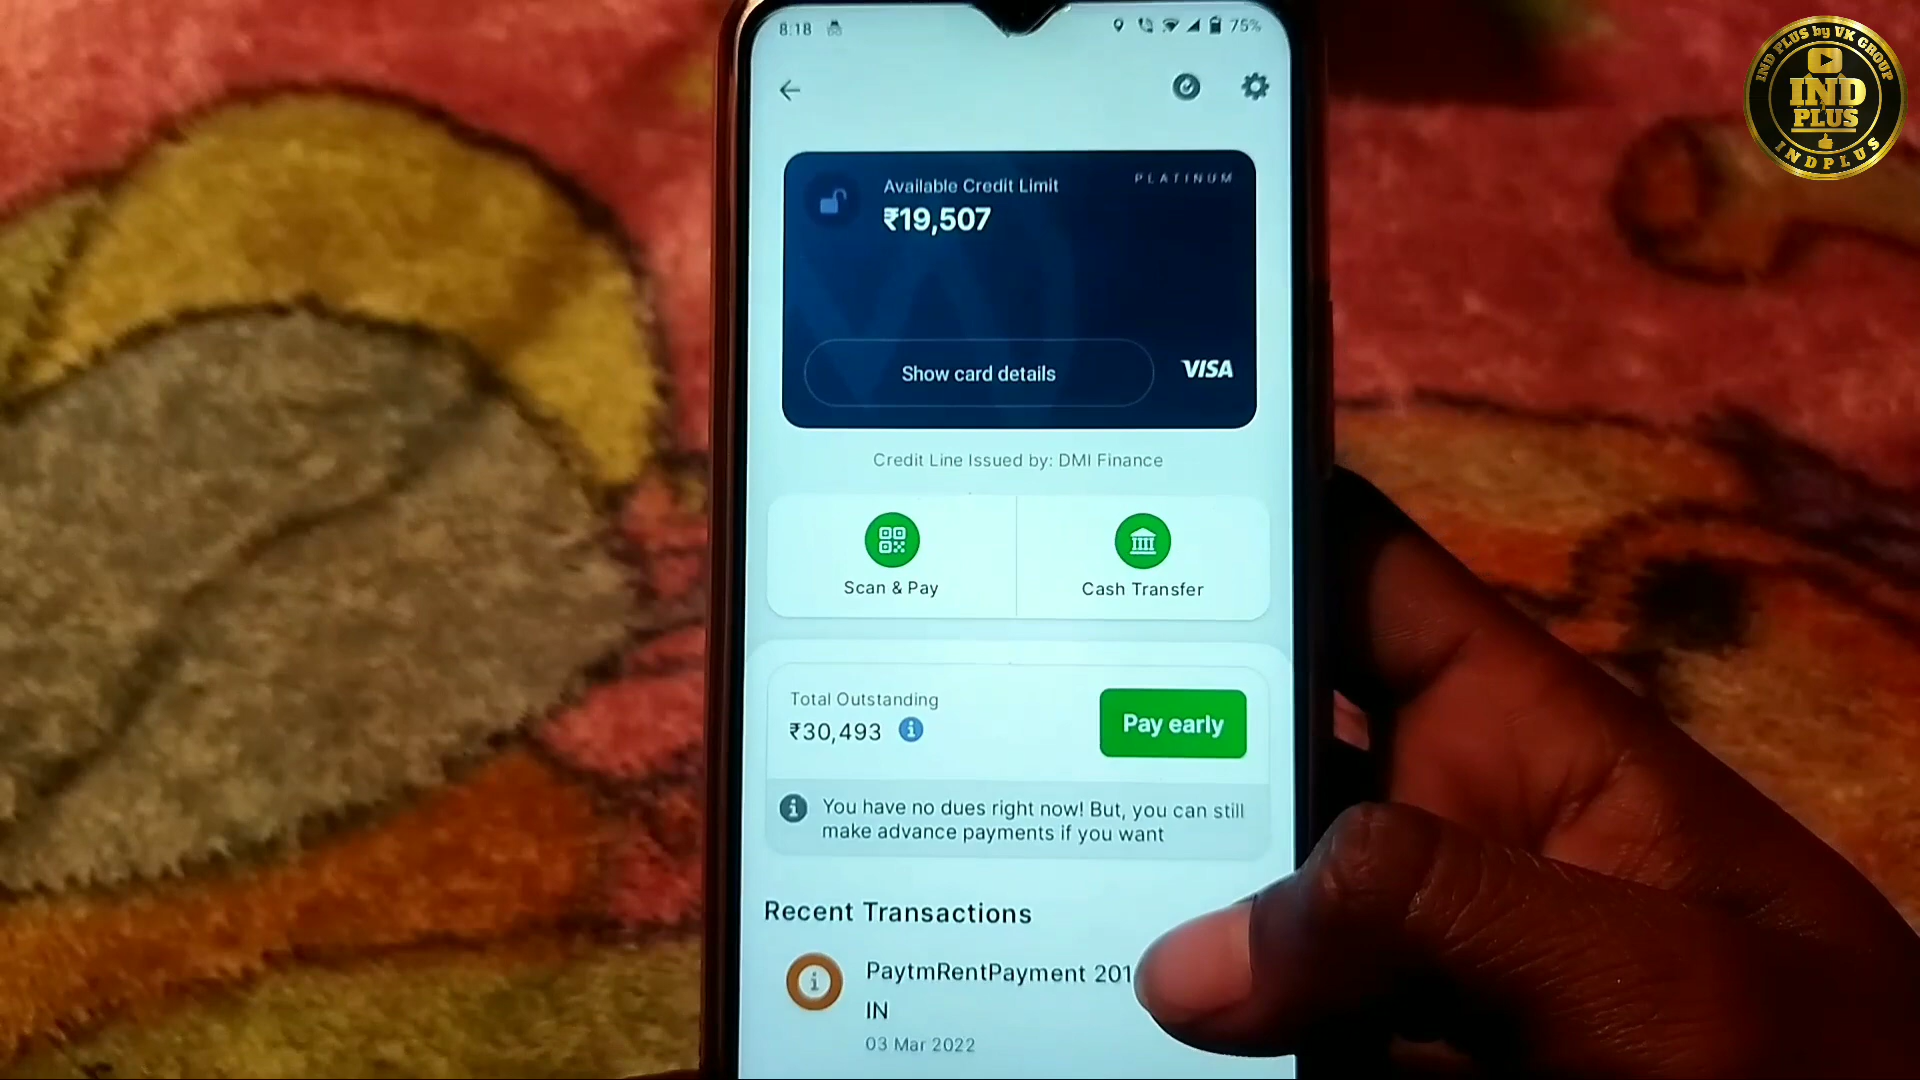 8:18
75%
IND PLUS by VK GROUP
IND
PLUS
INDPLUS
Available Credit Limit
PLATINUM
₹19,507
Show card details
VISA
Credit Line Issued by: DMI Finance
Scan & Pay
Cash Transfer
Total Outstanding
₹30,493
Pay early
You have no dues right now! But, you can still
make advance payments if you want
Recent Transactions
PaytmRentPayment 201
IN
03 Mar 2022